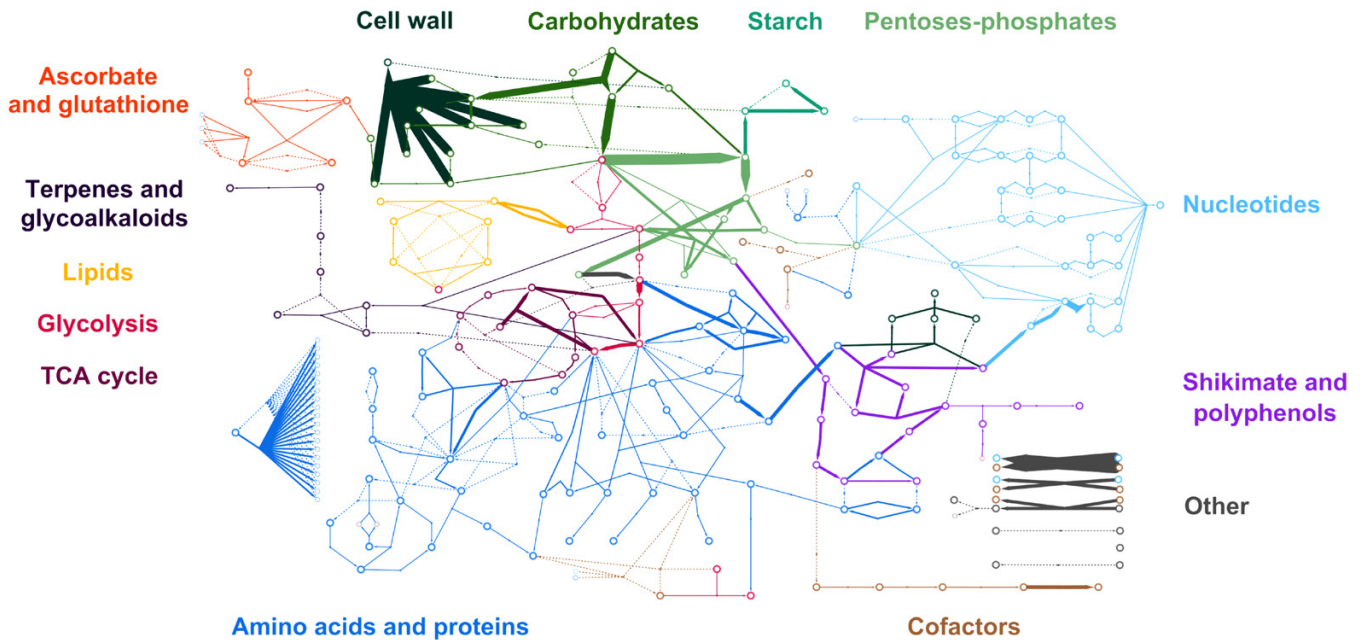 Cell wall
Carbohydrates
Starch
Pentoses-phosphates
Ascorbate
and glutathione
Terpenes and
glycoalkaloids
Nucleotides
Lipids
Glycolysis
TCA cycle
Shikimate and
polyphenols
Other
Amino acids and proteins
Cofactors